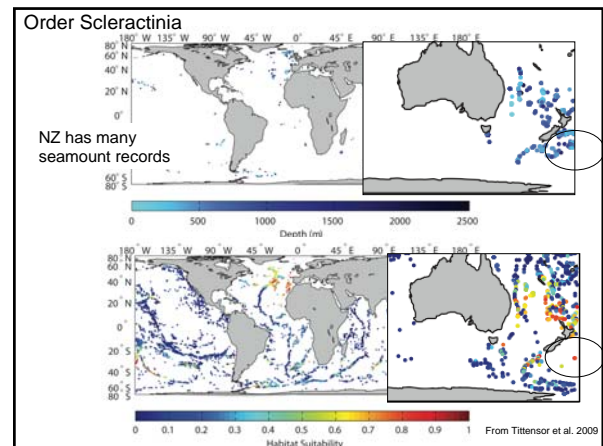 Order Scleractinia
180° W 135° W 90° W 45° W 0° 45° E 90° E 135° E 180° E
80° N
60° N
40° N
20° N
0°
NZ has many
seamount records
60° S
80° S
0 500 1000 1500 2000 2500
Depth (m)
180° W 135° W 90° W 45° W 0° 45° E 90° E 135° E 180° E
80° N
60° N
40° N
20° N
0°
20° S
40° S
60° S
80° S
0 0.1 0.2 0.3 0.4 0.5 0.6 0.7 0.8 0.9 1
Habitat Suitability
From Tittensor et al. 2009